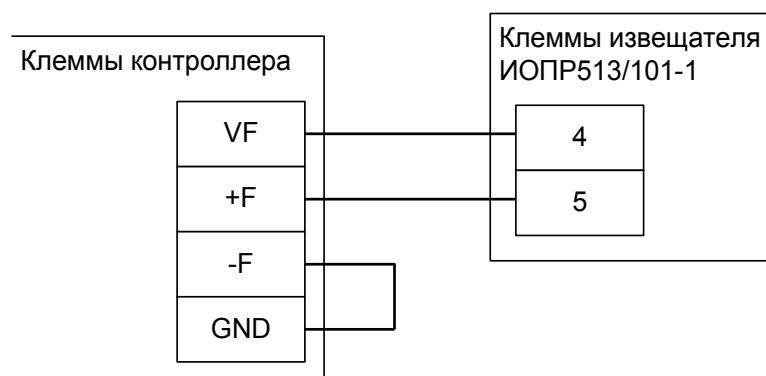 Клеммы контроллера
Клеммы извещателя
ИОПР513/101-1
VF
4
+F
5
-F
GND